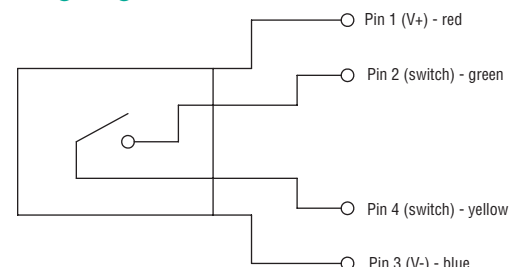 Pin 1 (V+) - red
Pin 2 (switch) - green
Pin 4 (switch) - yellow
Pin 3 (V-) - blue